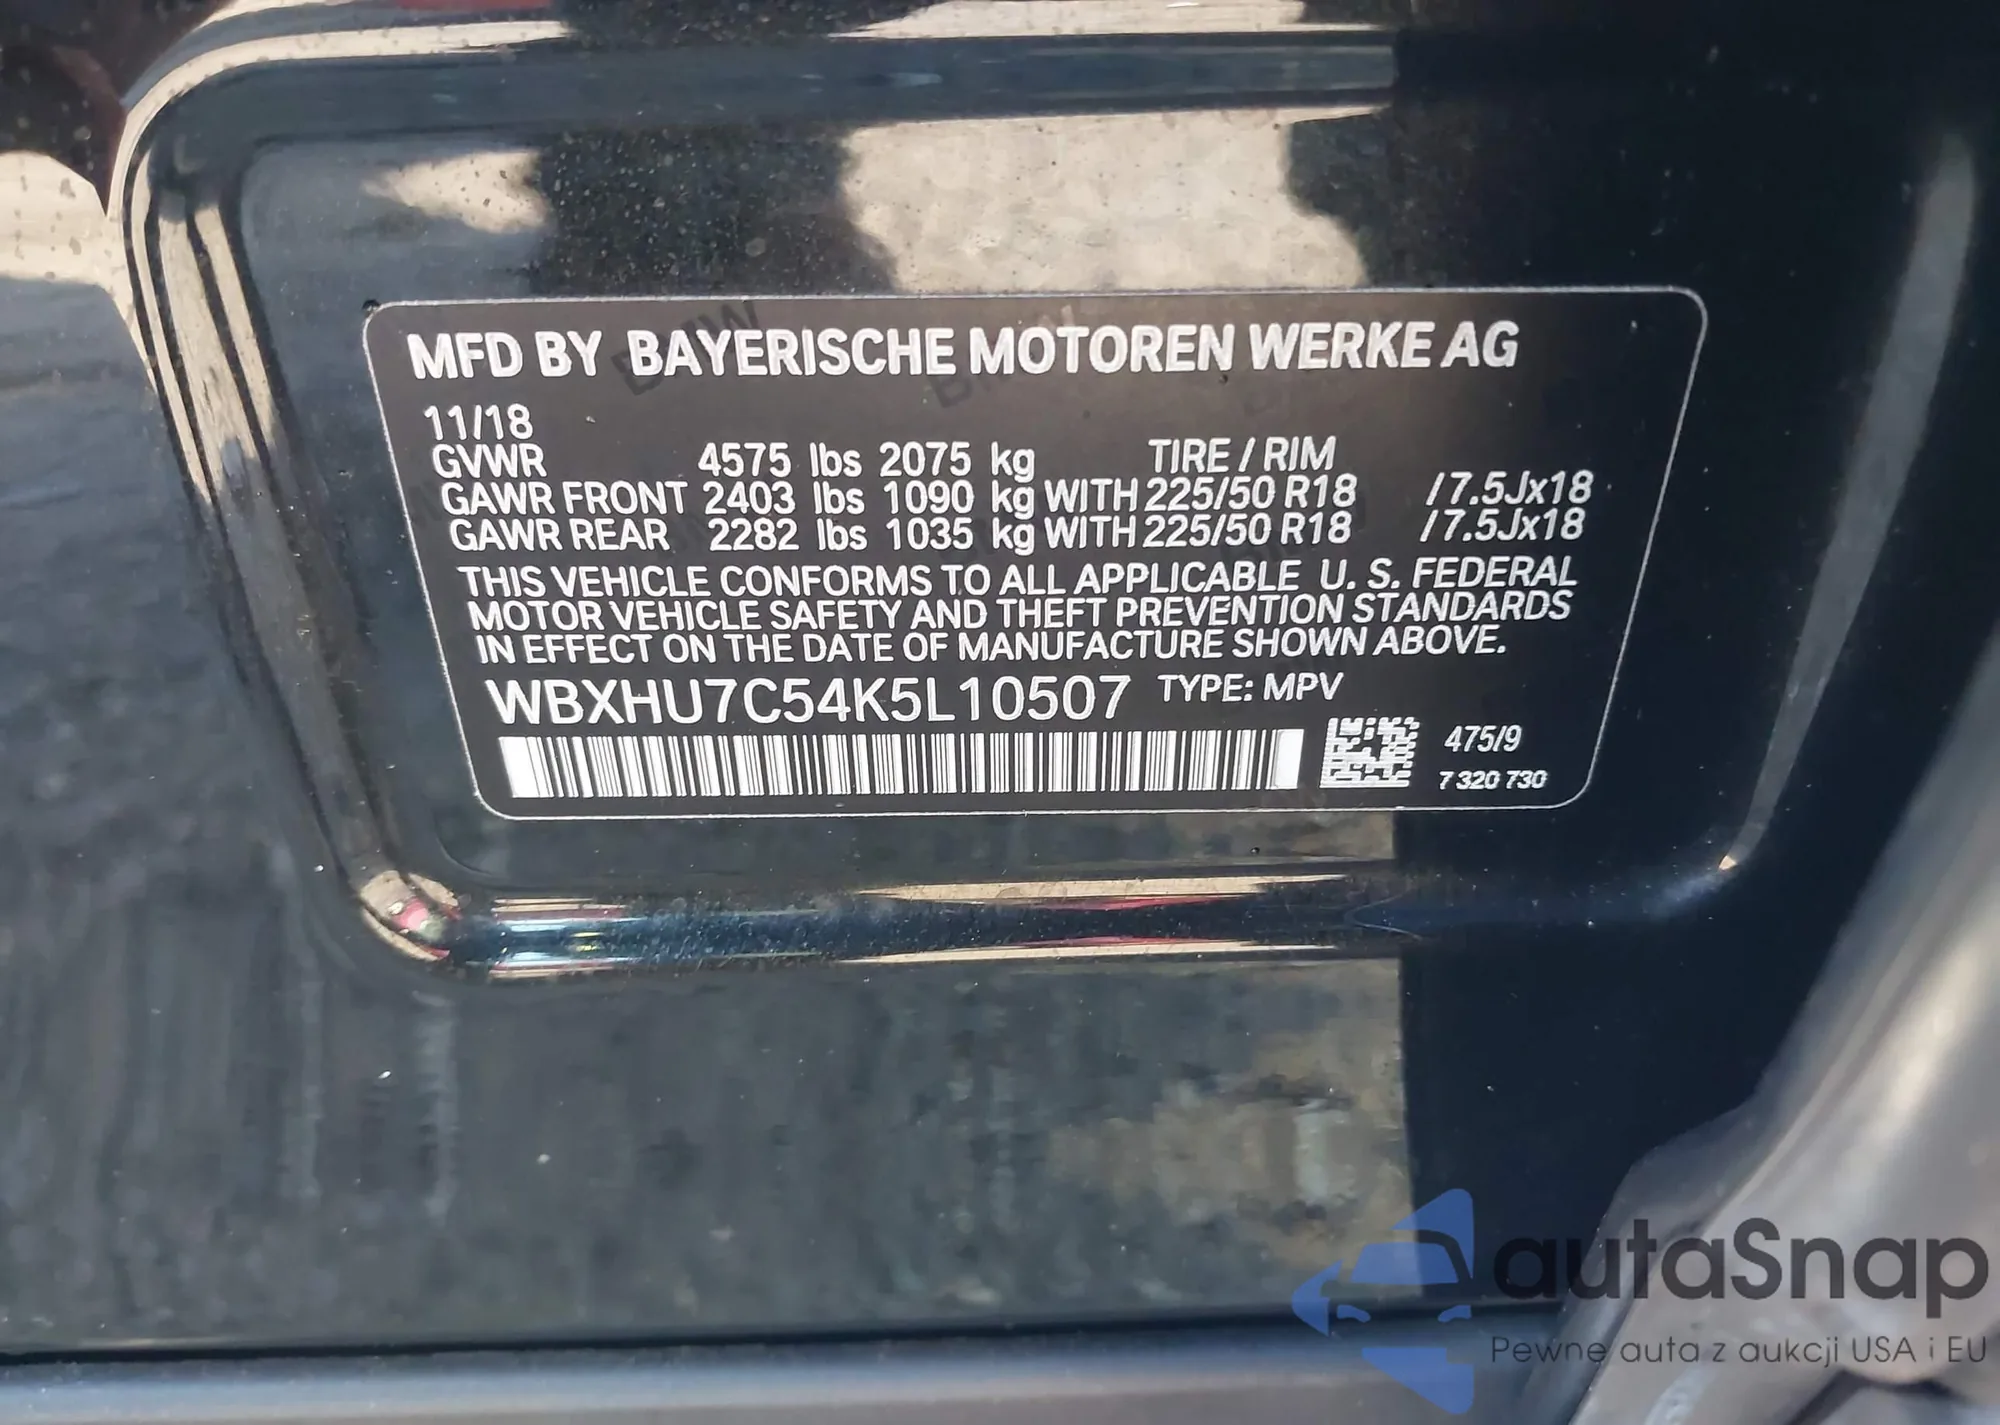 MFD BY BAYERISCHE MOTOREN WERKE AG
11/18
GVWR 4575 lbs 2075 kg TIRE / RIM
GAWR FRONT 2403 lbs 1090 kg WITH 225/50 R18 /7.5Jx18
GAWR REAR 2282 lbs 1035 kg WITH 225/50 R18 /7.5Jx18
THIS VEHICLE CONFORMS TO ALL APPLICABLE U. S. FEDERAL
MOTOR VEHICLE SAFETY AND THEFT PREVENTION STANDARDS
IN EFFECT ON THE DATE OF MANUFACTURE SHOWN ABOVE.
WBXHU7C54K5L10507 TYPE: MPV
475/9
7 320 730
autaSnap
Pewne auta z aukcji USA i EU